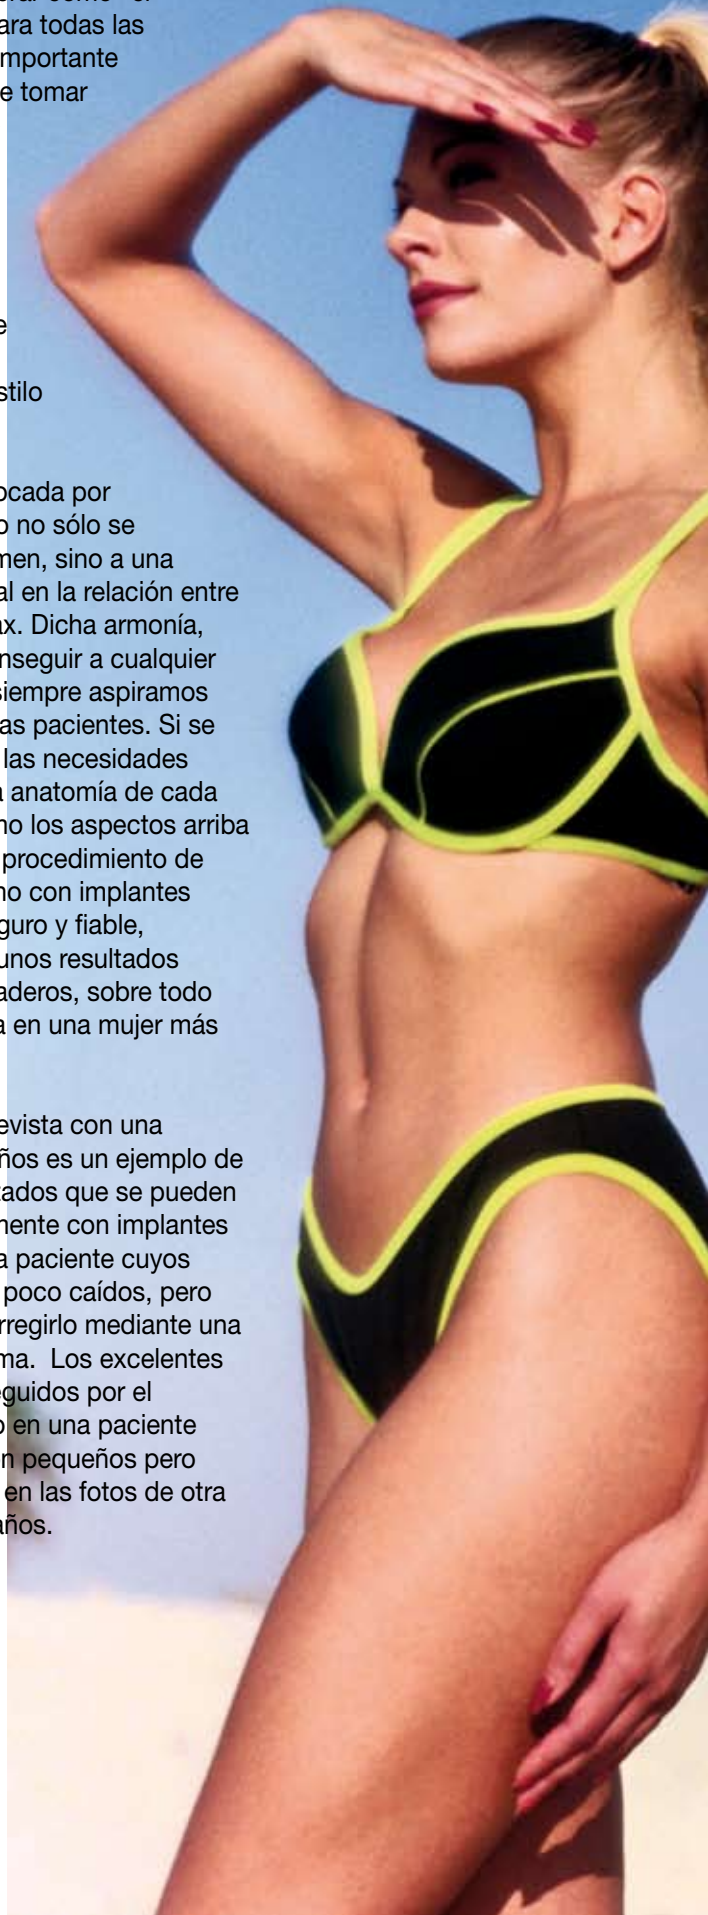 ara todas las
mportante
e tomar
e
stilo
ocada por
o no sólo se
men, sino a una
al en la relación entre
ax. Dicha armonía,
nseguir a cualquier
siempre aspiramos
as pacientes. Si se
las necesidades
a anatomía de cada
mo los aspectos arriba
procedimiento de
no con implantes
guro y fiable,
unos resultados
aderos, sobre todo
a en una mujer más
evista con una
ños es un ejemplo de
tados que se pueden
mente con implantes
a paciente cuyos
poco caídos, pero
rregirlo mediante una
ma. Los excelentes
eguidos por el
o en una paciente
n pequeños pero
en las fotos de otra
años.